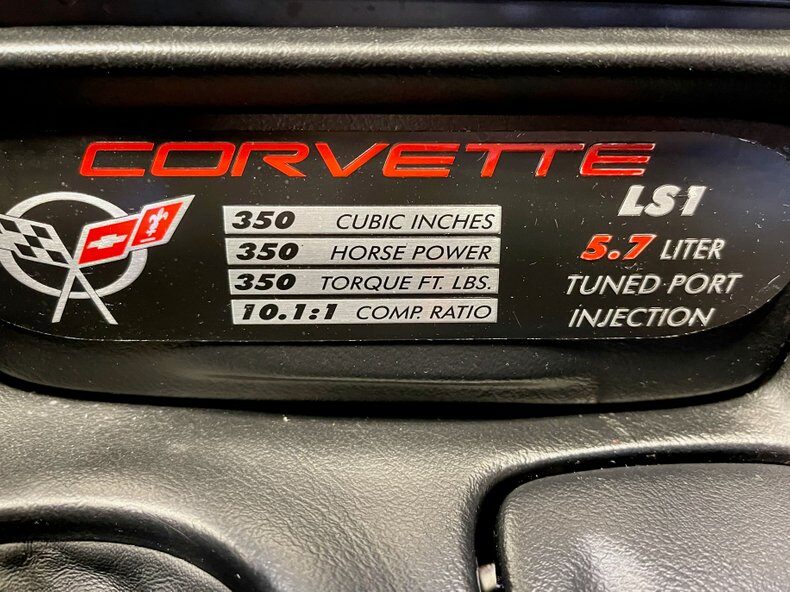 CORVETTE
350 CUBIC INCHES
350 HORSE POWER
350 TORQUE FT. LBS.
10.1:1 COMP. RATIO
LS1
5.7 LITER
TUNED PORT
INJECTION